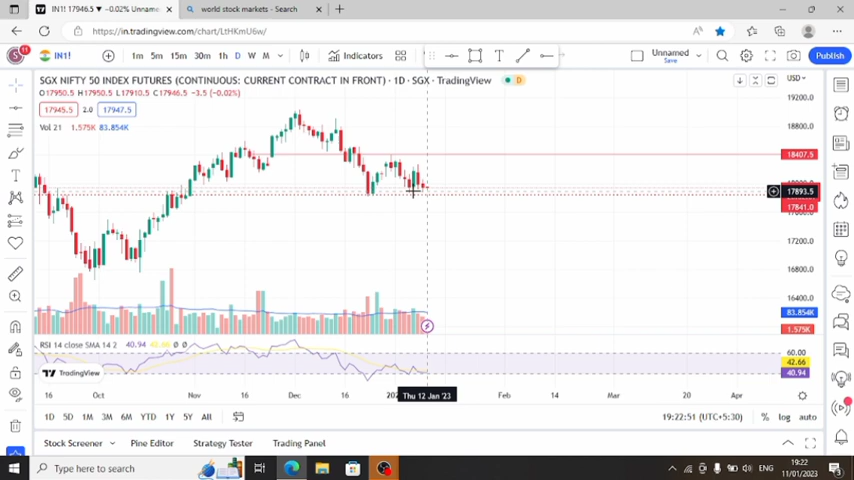 IN1! 17946.5 ▼ −0.02% Unname
world stock markets - Search
https://in.tradingview.com/chart/LtHKmU6w/
IN1! 1m 5m 15m 30m 1h D W M Indicators Unnamed Save Publish
SGX NIFTY 50 INDEX FUTURES (CONTINUOUS: CURRENT CONTRACT IN FRONT) · 1D · SGX · TradingView D USD
O17950.5 H17950.5 L17910.5 C17946.5 −3.5 (−0.02%)
17945.5 2.0 17947.5
Vol 21 1.575K 83.854K
19200.0
18800.0
18407.5
17893.5
17841.0
17200.0
16800.0
16400.0
83.854K
1.575K
RSI 14 close SMA 14 2 40.94 42.66 Ø Ø
60.00
42.66
40.94
TradingView
16 Oct Nov 16 Dec 16 Thu 12 Jan '23 Feb 14 Mar 16 Apr
1D 5D 1M 3M 6M YTD 1Y 5Y All 19:22:51 (UTC+5:30) % log auto
Stock Screener Pine Editor Strategy Tester Trading Panel
Type here to search ENG 19:22
11/01/2023